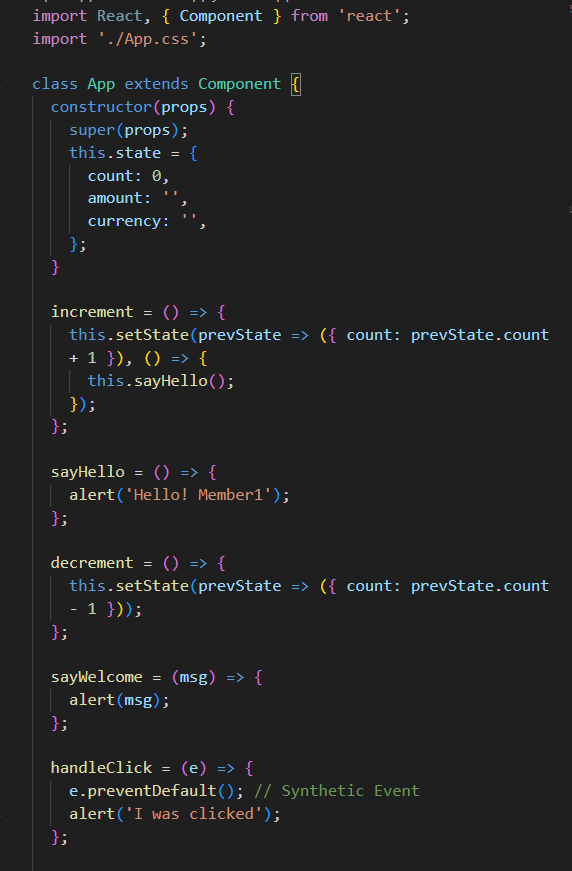 import React, { Component } from 'react';
import './App.css';

class App extends Component {
  constructor(props) {
    super(props);
    this.state = {
      count: 0,
      amount: '',
      currency: '',
    };
  }

  increment = () => {
    this.setState(prevState => ({ count: prevState.count
    + 1 }), () => {
      this.sayHello();
    });
  };

  sayHello = () => {
    alert('Hello! Member1');
  };

  decrement = () => {
    this.setState(prevState => ({ count: prevState.count
    - 1 }));
  };

  sayWelcome = (msg) => {
    alert(msg);
  };

  handleClick = (e) => {
    e.preventDefault(); // Synthetic Event
    alert('I was clicked');
  };